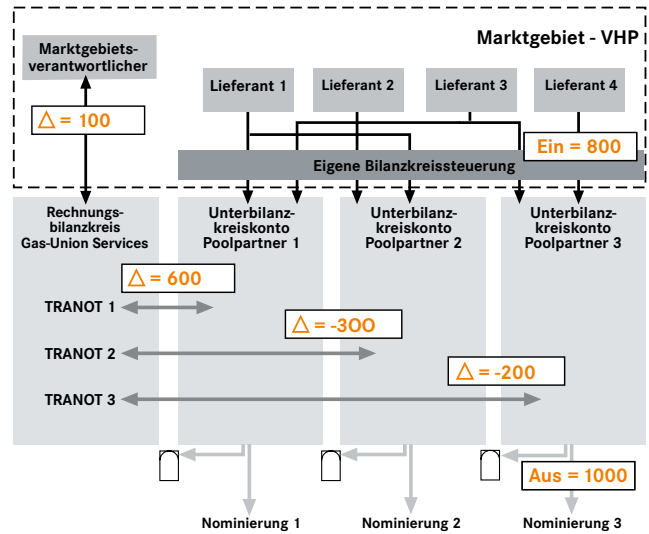 Marktgebiet - VHP
Marktgebiets-
verantwortlicher
Lieferant 1
Lieferant 2
Lieferant 3
Lieferant 4
△ = 100
Ein = 800
Eigene Bilanzkreissteuerung
Rechnungs-
bilanzkreis
Gas-Union Services
Unterbilanz-
kreiskonto
Poolpartner 1
Unterbilanz-
kreiskonto
Poolpartner 2
Unterbilanz-
kreiskonto
Poolpartner 3
△ = 600
TRANOT 1
△ = -300
TRANOT 2
△ = -200
TRANOT 3
Aus = 1000
Nominierung 1
Nominierung 2
Nominierung 3